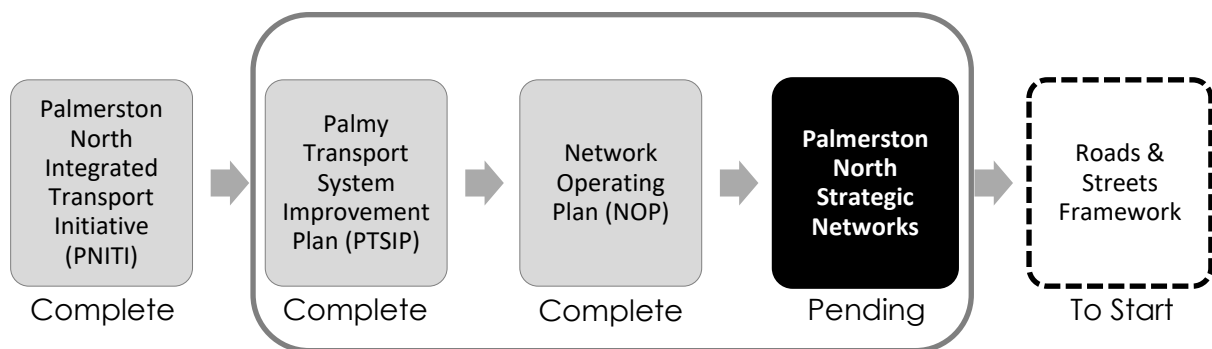 Palmerston
North
Integrated
Transport
Initiative
(PNITI)
Complete
Palmy
Transport
System
Improvement
Plan (PTSIP)
Complete
Network
Operating
Plan (NOP)
Complete
Palmerston
North
Strategic
Networks
Pending
Roads &
Streets
Framework
To Start